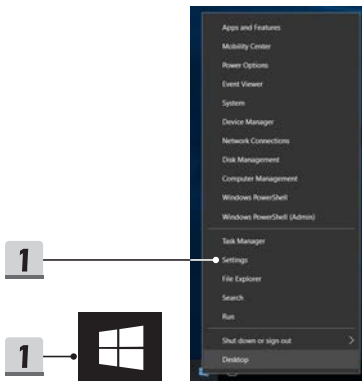 Apps and Features
Mobility Center
Power Options
Event Viewer
System
Device Manager
Network Connections
Disk Management
Computer Management
Windows PowerShell
Windows PowerShell (Admin)
Task Manager
1
Settings
File Explorer
Search
Run
1
Shut down or sign out
Desktop